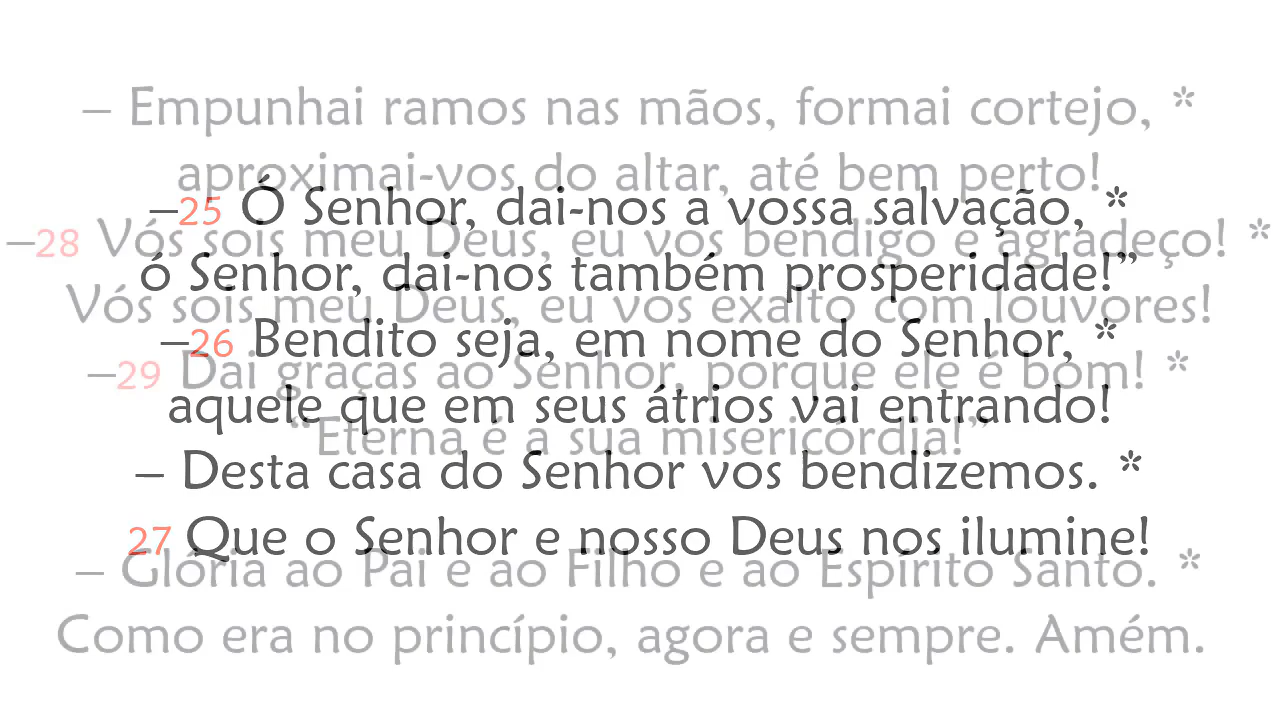 – Empunhai ramos nas mãos, formai cortejo, *
aproximai-vos do altar, até bem perto!
–25 Ó Senhor, dai-nos a vossa salvação, *
–28 Vós sois meu Deus, eu vos bendigo e agradeço! *
ó Senhor, dai-nos também prosperidade!”
Vós sois meu Deus, eu vos exalto com louvores!
–26 Bendito seja, em nome do Senhor, *
–29 Dai graças ao Senhor, porque ele é bom! *
aquele que em seus átrios vai entrando!
“Eterna é a sua misericórdia!”
– Desta casa do Senhor vos bendizemos. *
27 Que o Senhor e nosso Deus nos ilumine!
– Glória ao Pai e ao Filho e ao Espírito Santo. *
Como era no princípio, agora e sempre. Amém.